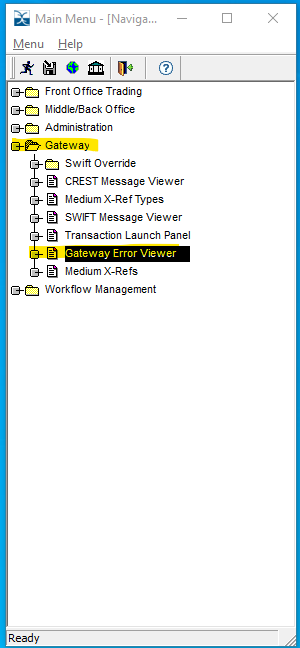 Main Menu - [Naviga...
Menu Help
Front Office Trading
Middle/Back Office
Administration
Gateway
Swift Override
CREST Message Viewer
Medium X-Ref Types
SWIFT Message Viewer
Transaction Launch Panel
Gateway Error Viewer
Medium X-Refs
Workflow Management
Ready